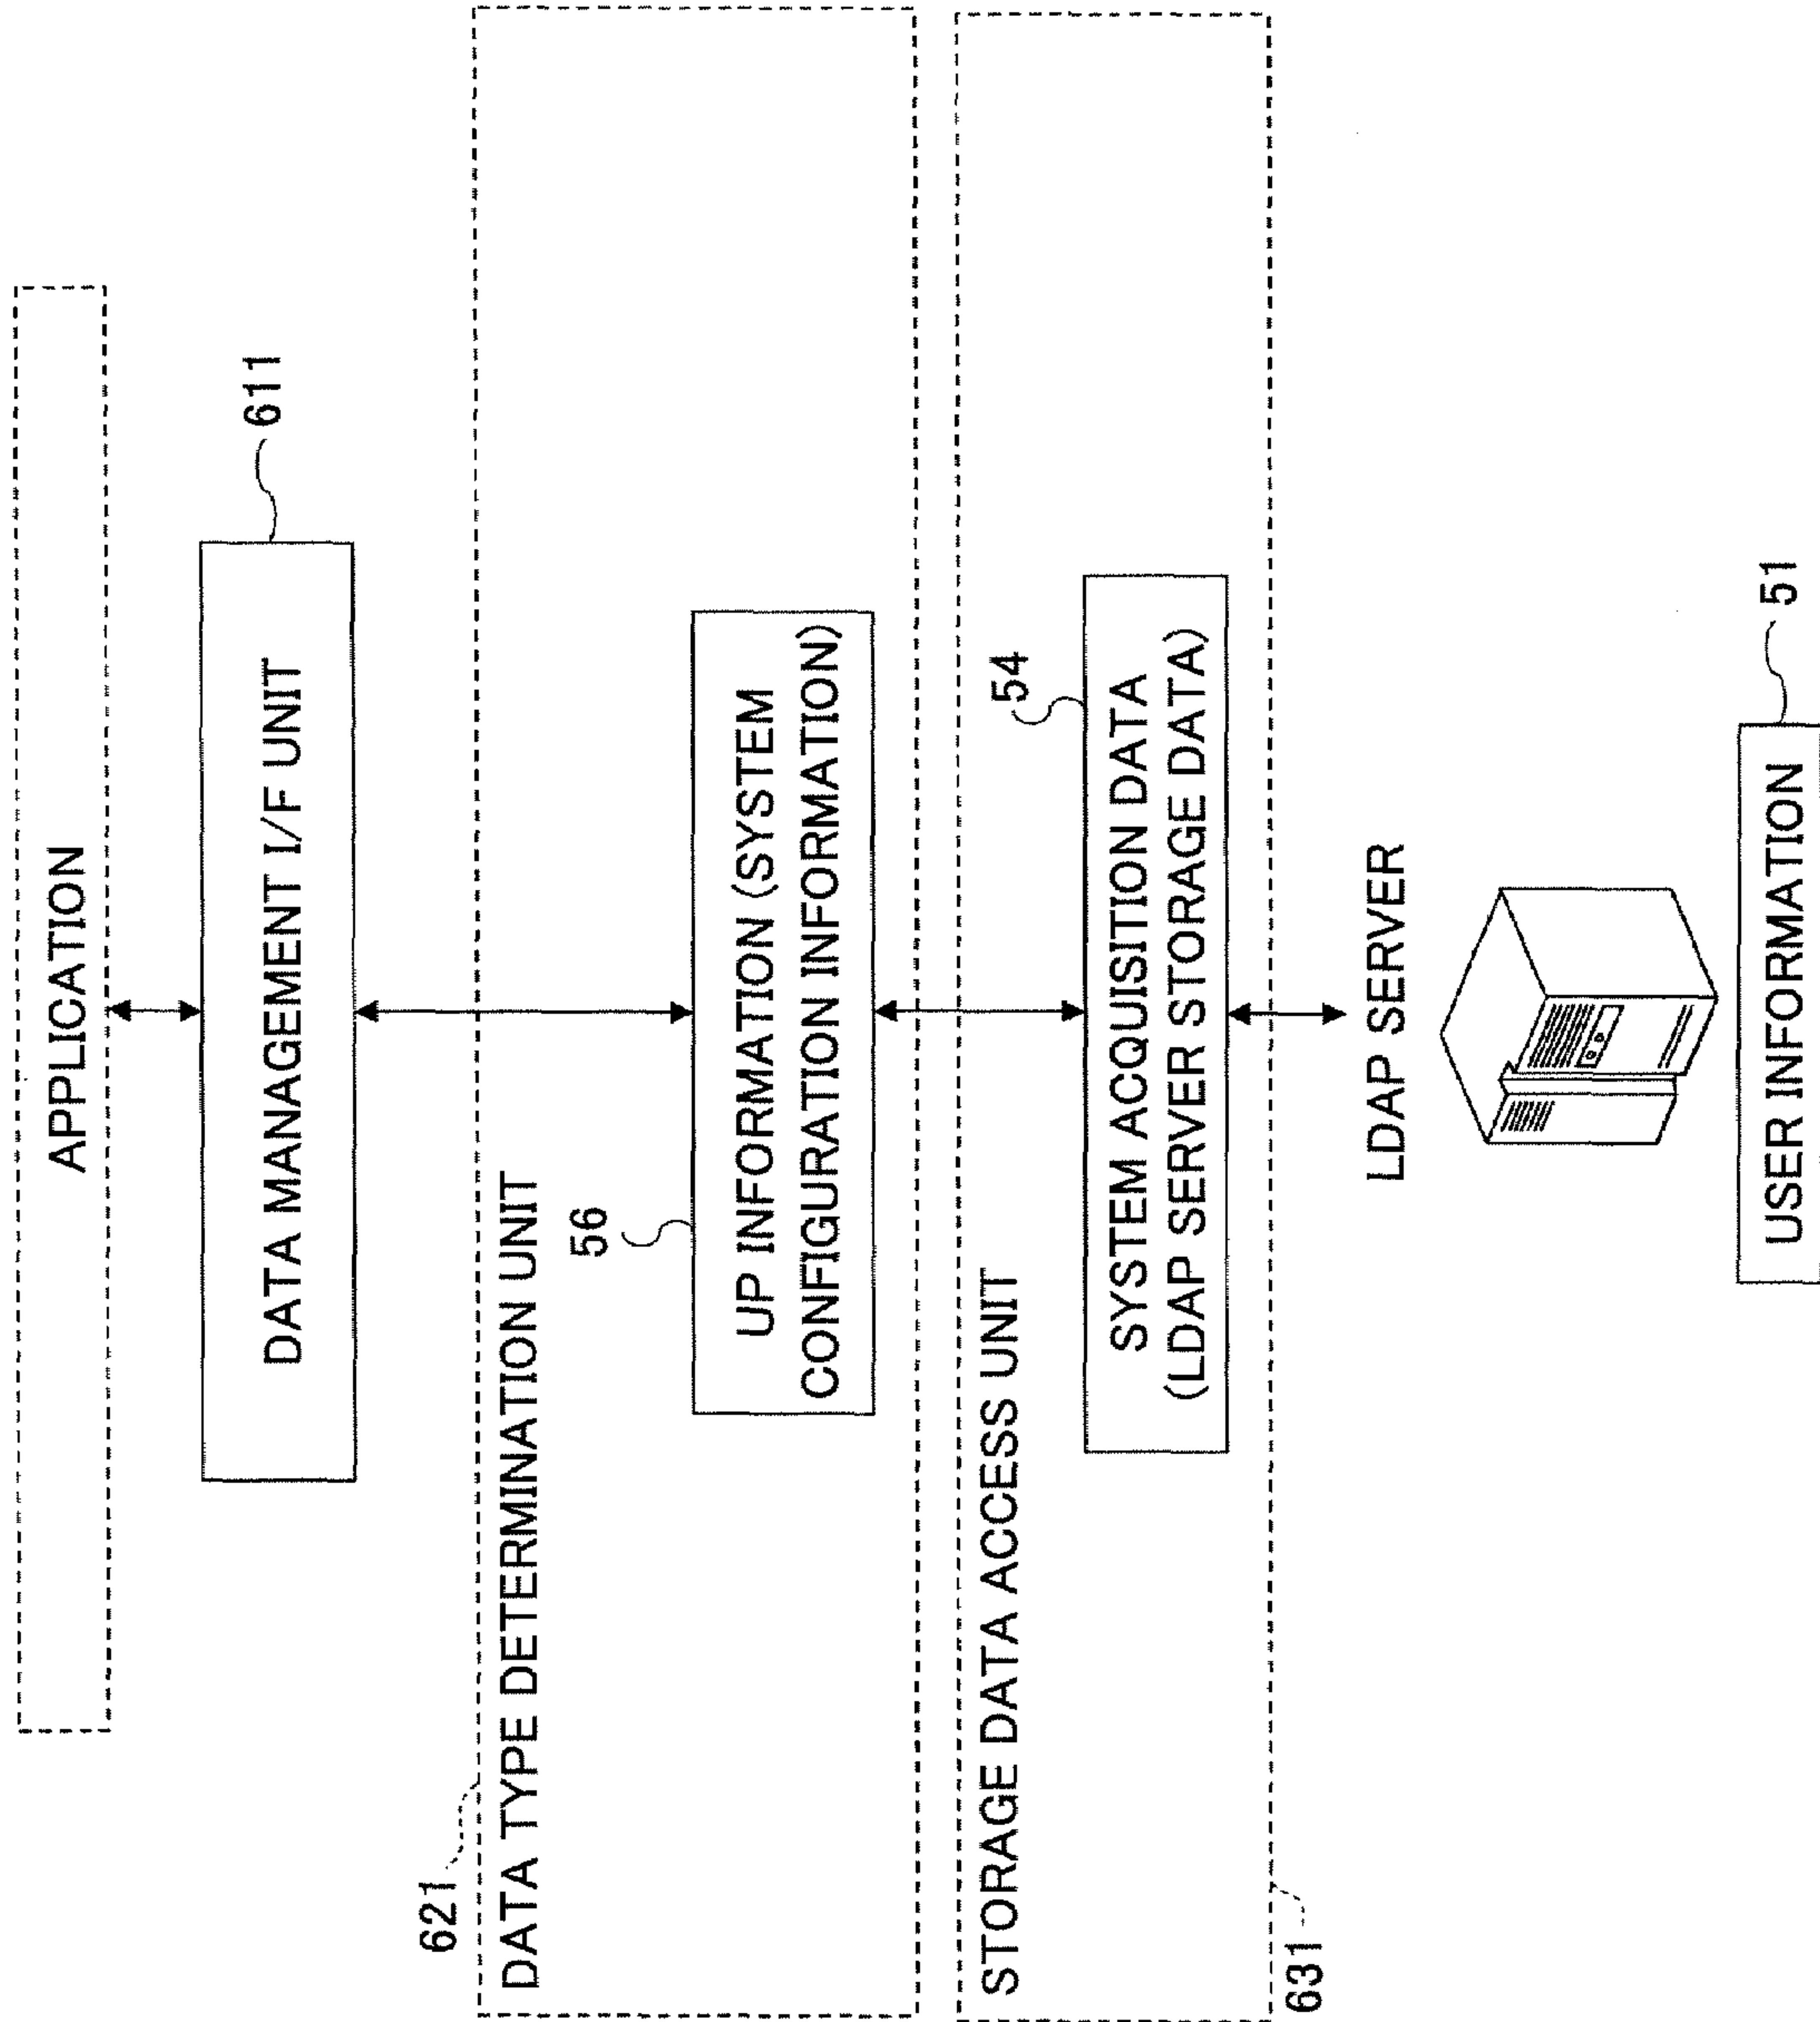 APPLICATION
DATA MANAGEMENT I/F UNIT
611
621
DATA TYPE DETERMINATION UNIT
56
UP INFORMATION (SYSTEM
CONFIGURATION INFORMATION)
STORAGE DATA ACCESS UNIT
54
SYSTEM ACQUISITION DATA
(LDAP SERVER STORAGE DATA)
631
LDAP SERVER
USER INFORMATION
51